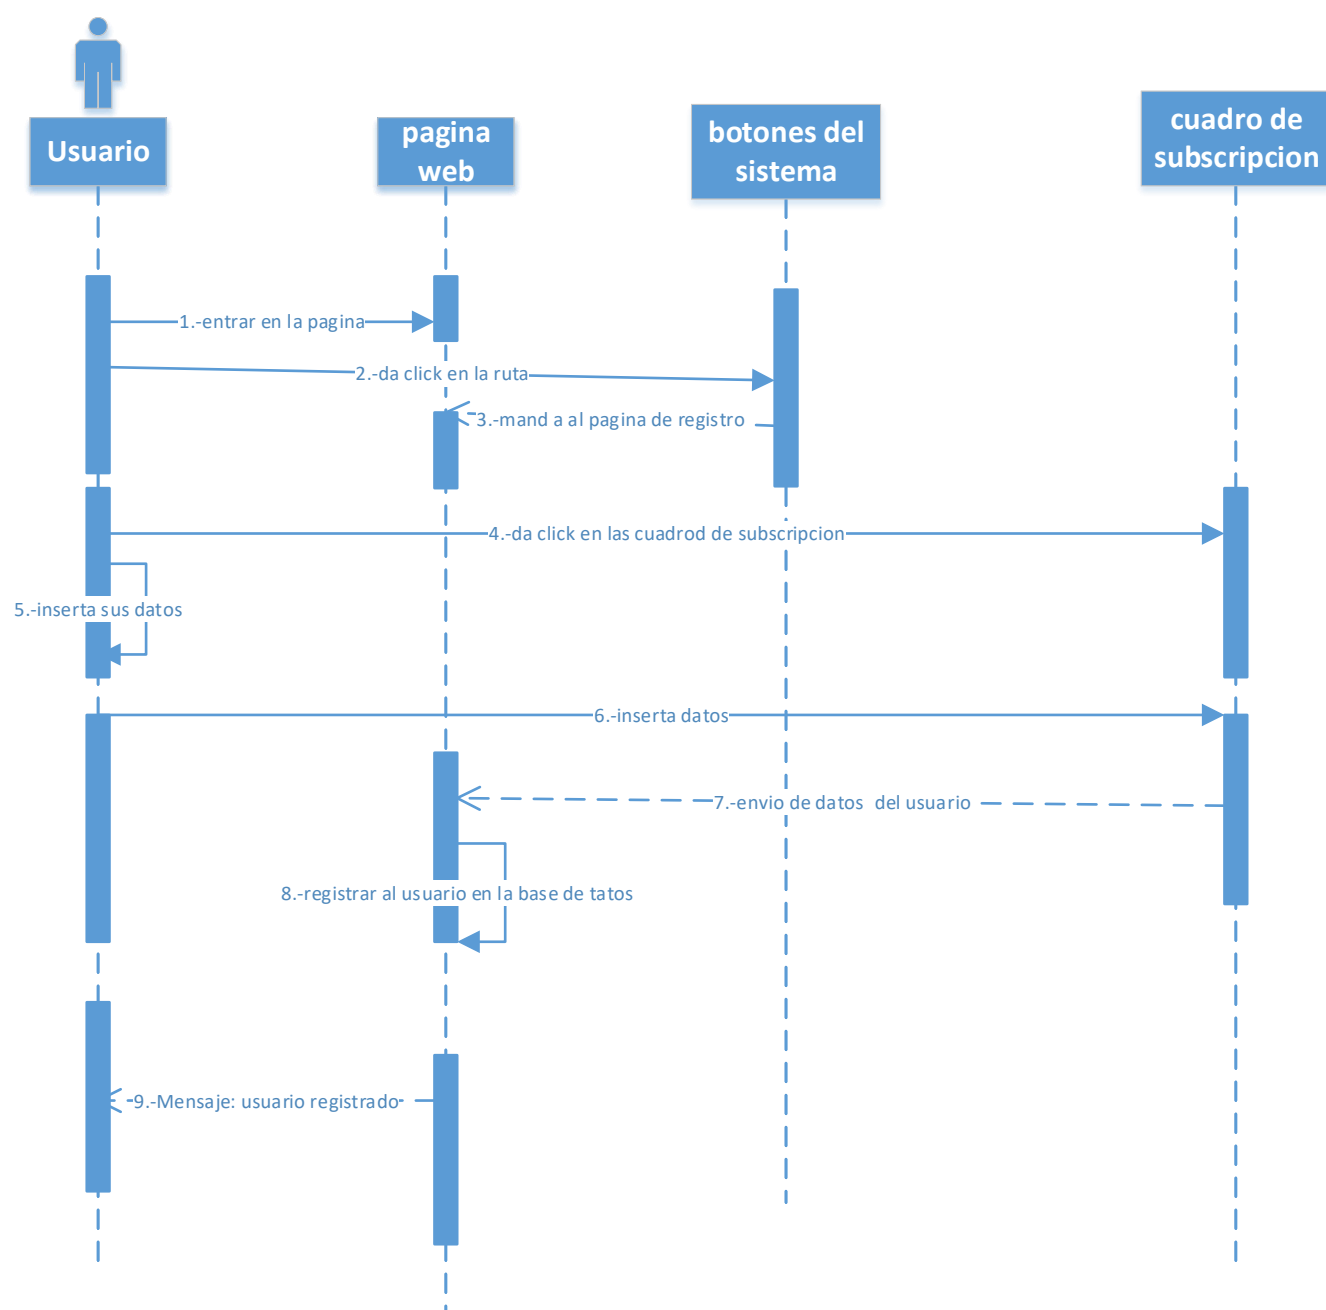 Usuario
pagina
web
botones del
sistema
cuadro de
subscripcion
1.-entrar en la pagina
2.-da click en la ruta
3.-mand a al pagina de registro
4.-da click en las cuadrod de subscripcion
5.-inserta sus datos
6.-inserta datos
7.-envio de datos del usuario
8.-registrar al usuario en la base de tatos
9.-Mensaje: usuario registrado